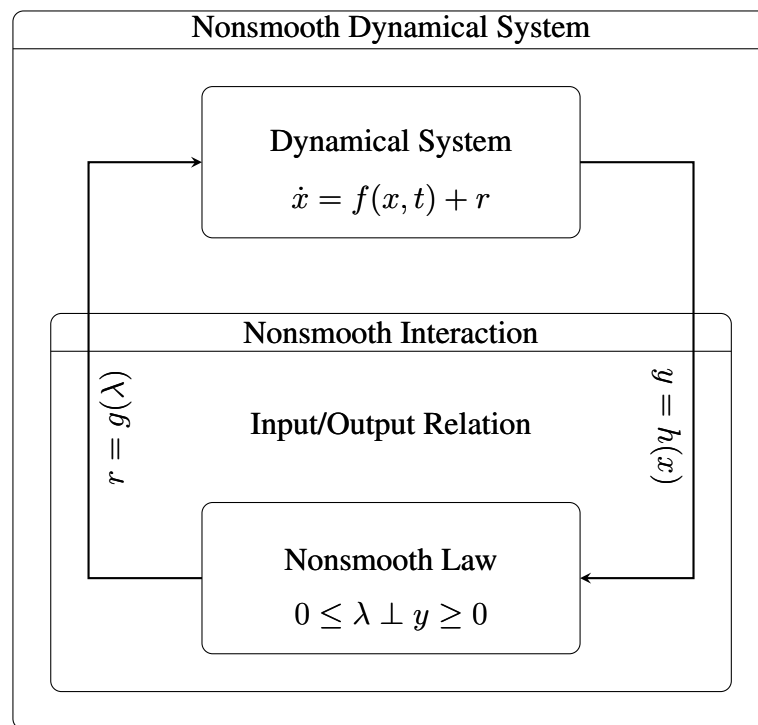 Nonsmooth Dynamical System
Dynamical System
ẋ = f(x, t) + r
Nonsmooth Interaction
r = g(λ)
Input/Output Relation
y = h(x)
Nonsmooth Law
0 ≤ λ ⊥ y ≥ 0